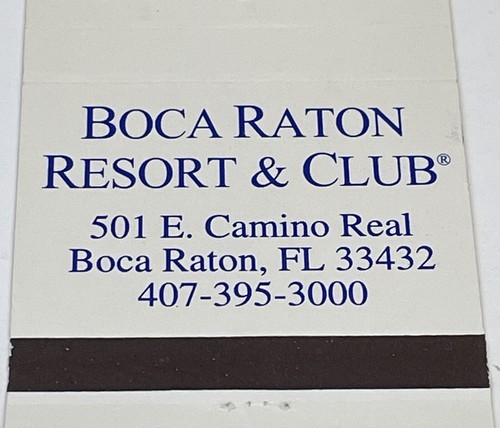 BOCA RATON
RESORT & CLUB®
501 E. Camino Real
Boca Raton, FL 33432
407-395-3000